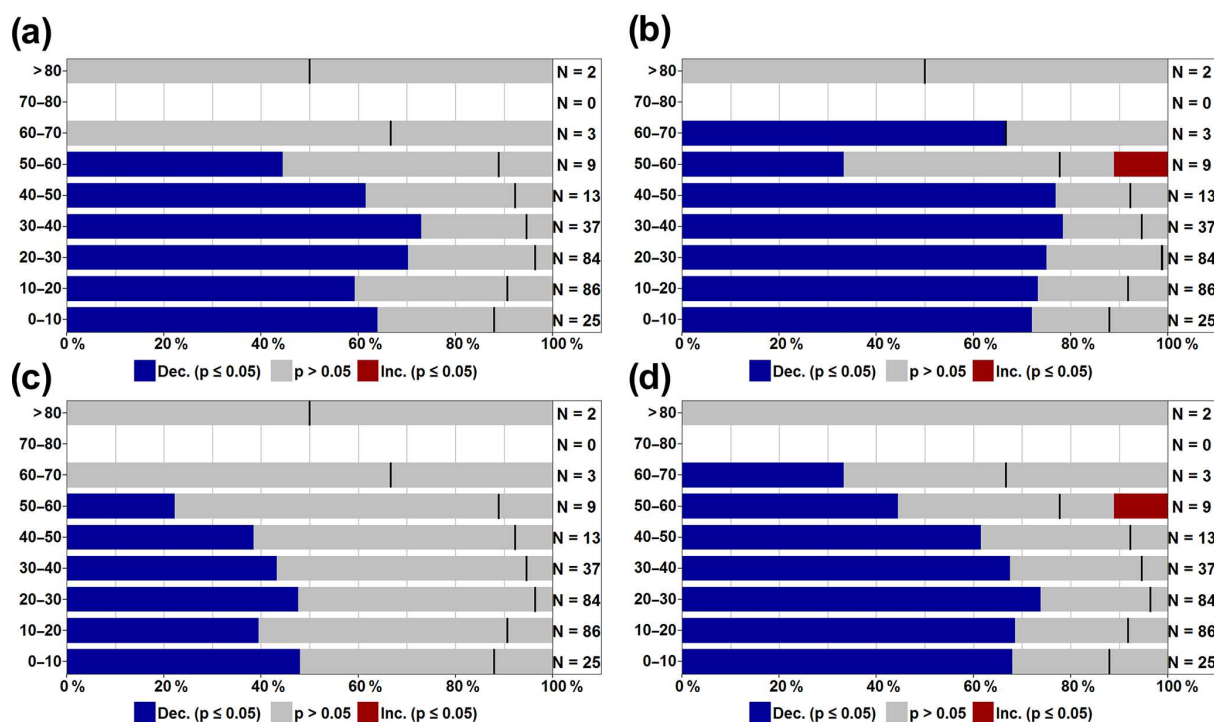 (a)
> 80 N = 2
70–80 N = 0
60–70 N = 3
50–60 N = 9
40–50 N = 13
30–40 N = 37
20–30 N = 84
10–20 N = 86
0–10 N = 25
0 % 20 % 40 % 60 % 80 % 100 %
Dec. (p ≤ 0.05) p > 0.05 Inc. (p ≤ 0.05)
(b)
> 80 N = 2
70–80 N = 0
60–70 N = 3
50–60 N = 9
40–50 N = 13
30–40 N = 37
20–30 N = 84
10–20 N = 86
0–10 N = 25
0 % 20 % 40 % 60 % 80 % 100 %
Dec. (p ≤ 0.05) p > 0.05 Inc. (p ≤ 0.05)
(c)
> 80 N = 2
70–80 N = 0
60–70 N = 3
50–60 N = 9
40–50 N = 13
30–40 N = 37
20–30 N = 84
10–20 N = 86
0–10 N = 25
0 % 20 % 40 % 60 % 80 % 100 %
Dec. (p ≤ 0.05) p > 0.05 Inc. (p ≤ 0.05)
(d)
> 80 N = 2
70–80 N = 0
60–70 N = 3
50–60 N = 9
40–50 N = 13
30–40 N = 37
20–30 N = 84
10–20 N = 86
0–10 N = 25
0 % 20 % 40 % 60 % 80 % 100 %
Dec. (p ≤ 0.05) p > 0.05 Inc. (p ≤ 0.05)